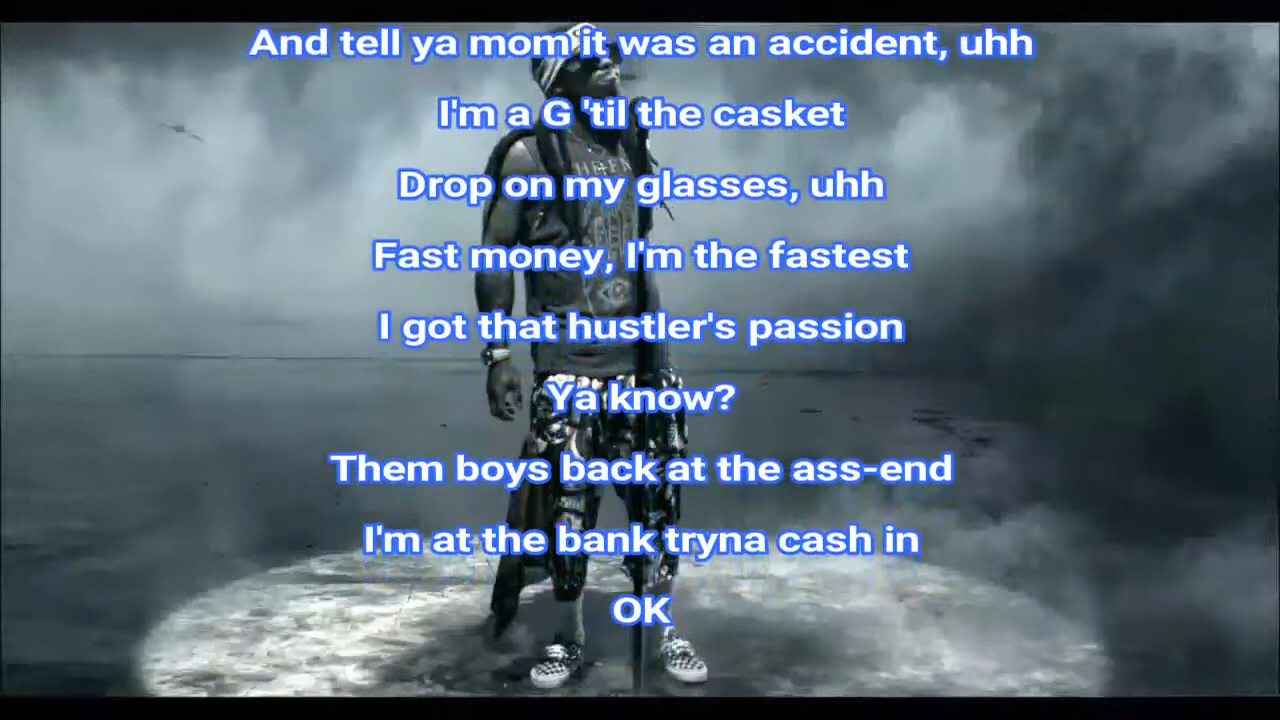 And tell ya mom it was an accident, uhh
I'm a G 'til the casket
Drop on my glasses, uhh
Fast money, I'm the fastest
I got that hustler's passion
Ya know?
Them boys back at the ass-end
I'm at the bank tryna cash in
OK